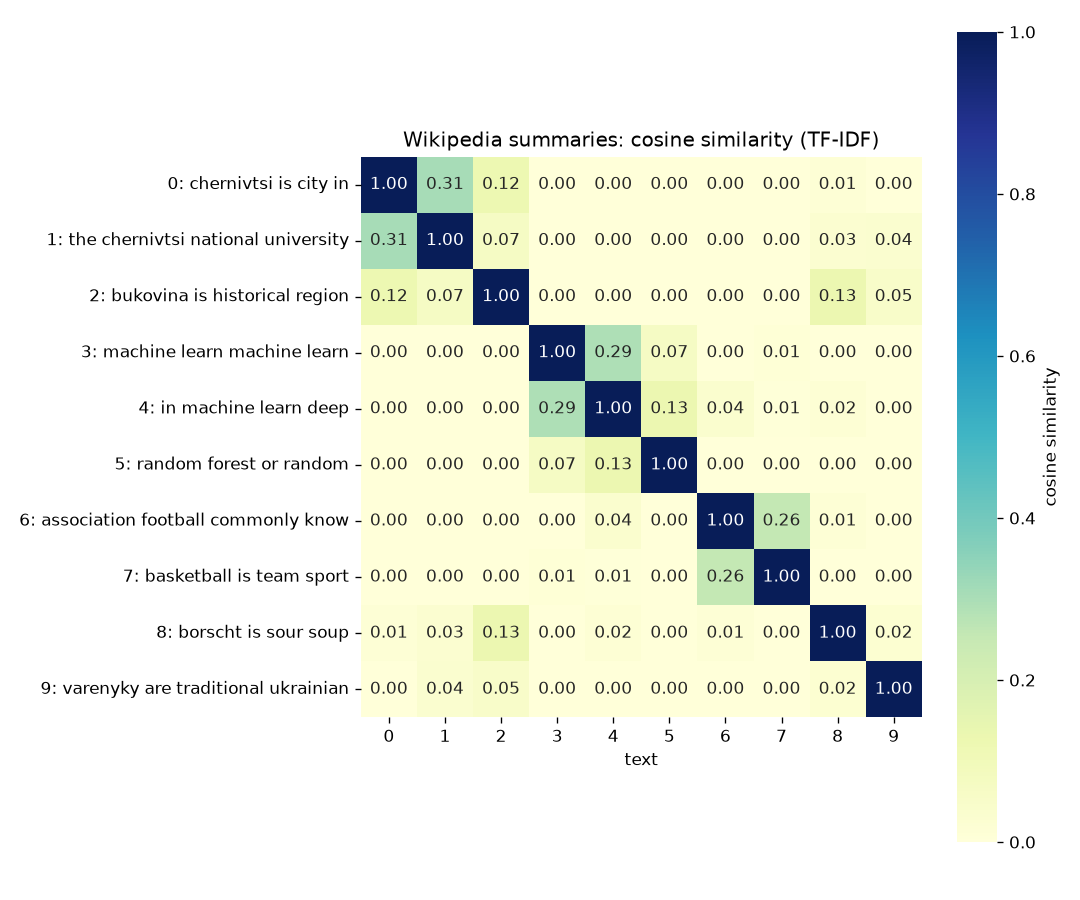 Wikipedia summaries: cosine similarity (TF-IDF)
0: chernivtsi is city in 1.00 0.31 0.12 0.00 0.00 0.00 0.00 0.00 0.01 0.00
1: the chernivtsi national university 0.31 1.00 0.07 0.00 0.00 0.00 0.00 0.00 0.03 0.04
2: bukovina is historical region 0.12 0.07 1.00 0.00 0.00 0.00 0.00 0.00 0.13 0.05
3: machine learn machine learn 0.00 0.00 0.00 1.00 0.29 0.07 0.00 0.01 0.00 0.00
4: in machine learn deep 0.00 0.00 0.00 0.29 1.00 0.13 0.04 0.01 0.02 0.00
5: random forest or random 0.00 0.00 0.00 0.07 0.13 1.00 0.00 0.00 0.00 0.00
6: association football commonly know 0.00 0.00 0.00 0.00 0.04 0.00 1.00 0.26 0.01 0.00
7: basketball is team sport 0.00 0.00 0.00 0.01 0.01 0.00 0.26 1.00 0.00 0.00
8: borscht is sour soup 0.01 0.03 0.13 0.00 0.02 0.00 0.01 0.00 1.00 0.02
9: varenyky are traditional ukrainian 0.00 0.04 0.05 0.00 0.00 0.00 0.00 0.00 0.02 1.00
0 1 2 3 4 5 6 7 8 9
text
1.0
0.8
0.6
0.4
0.2
0.0
cosine similarity